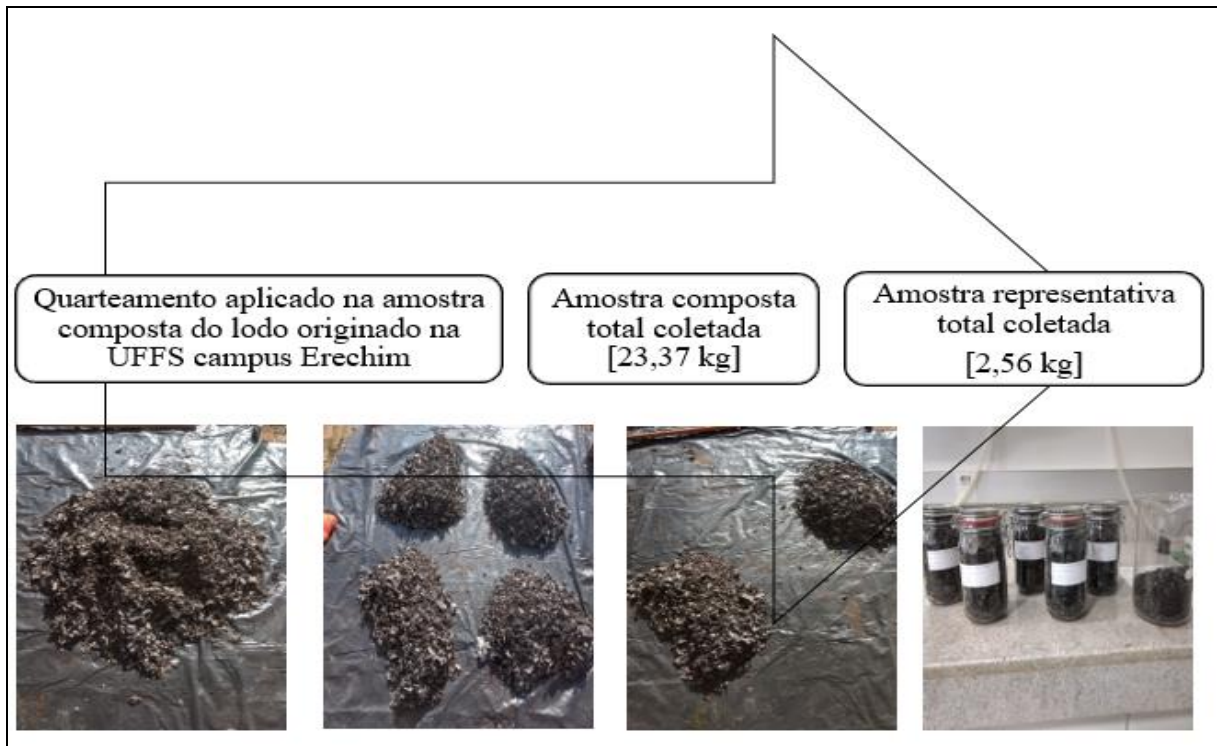 Quarteamento aplicado na amostra
composta do lodo originado na
UFFS campus Erechim
Amostra composta
total coletada
[23,37 kg]
Amostra representativa
total coletada
[2,56 kg]